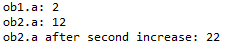 ob1.a: 2
ob2.a: 12
ob2.a after second increase: 22